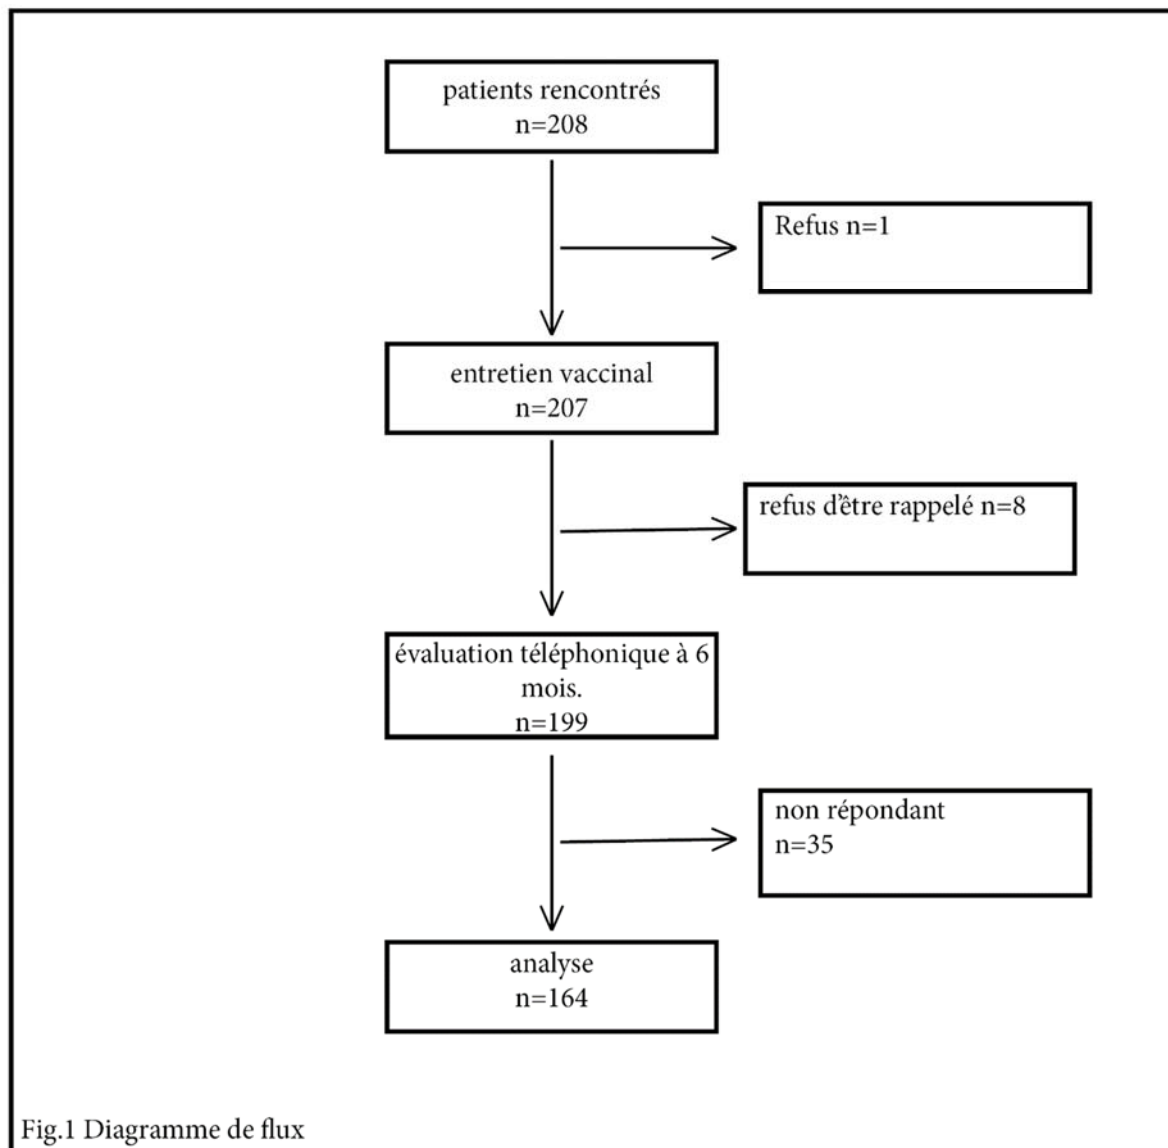 patients rencontrés
n=208
Refus n=1
entretien vaccinal
n=207
refus d'être rappelé n=8
évaluation téléphonique à 6
mois.
n=199
non répondant
n=35
analyse
n=164
Fig.1 Diagramme de flux